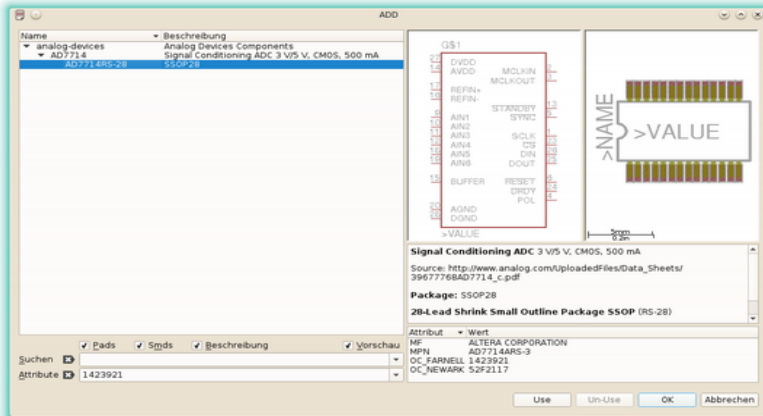 ADD
Name Beschreibung
analog-devices Analog Devices Components
AD7714 Signal Conditioning ADC 3 V/5 V, CMOS, 500 mA
AD7714RS-28 SSOP28
Pads Smds Beschreibung Vorschau
Suchen
Attribute 1423921
G$1
DVDD
AVDD
MCLKIN
MCLKOUT
REFIN+
REFIN-
STANDBY
SYNC
AIN1
AIN2
AIN3
AIN4
AIN5
AIN6
SCLK
CS
DIN
DOUT
BUFFER
RESET
DRDY
POL
AGND
DGND
>VALUE
>NAME
>VALUE
5mm
0.2in
Signal Conditioning ADC 3 V/5 V, CMOS, 500 mA
Source: http://www.analog.com/UploadedFiles/Data_Sheets/
39677768AD7714_c.pdf
Package: SSOP28
28-Lead Shrink Small Outline Package SSOP (RS-28)
Attribut Wert
MF ALTERA CORPORATION
MPN AD7714ARS-3
OC_FARNELL 1423921
OC_NEWARK 52F2117
Use Un-Use OK Abbrechen